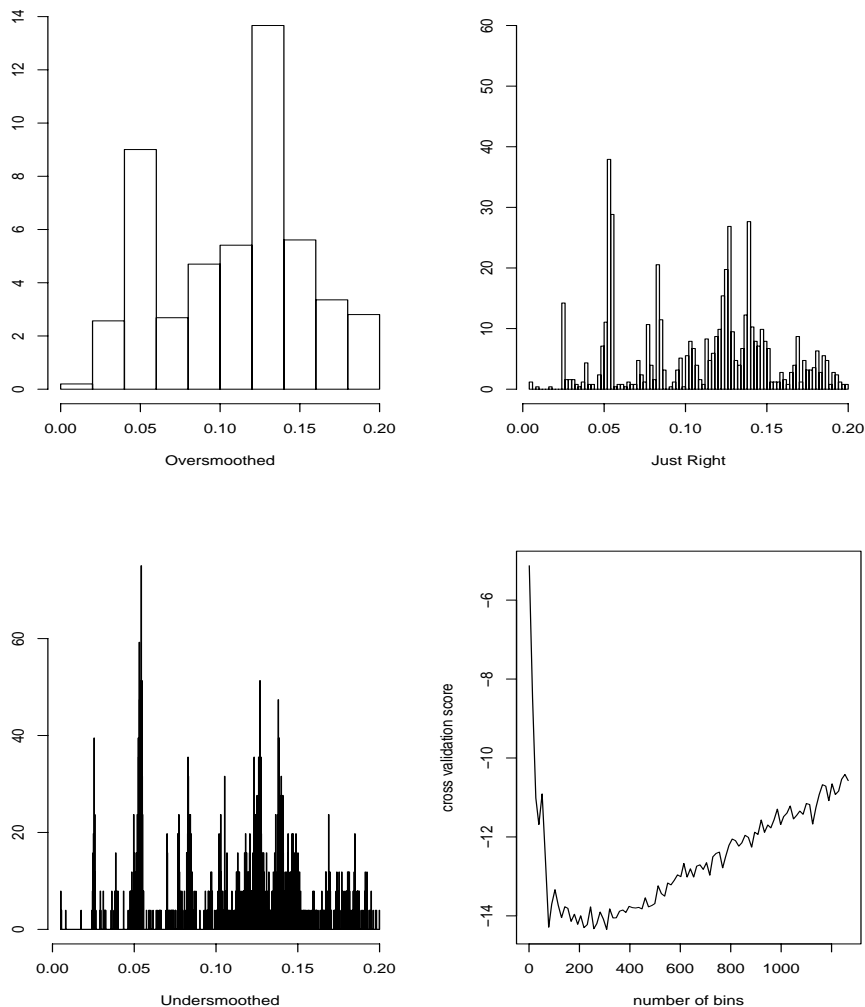 14
12
10
8
6
4
2
0
0.00 0.05 0.10 0.15 0.20
Oversmoothed
60
50
40
30
20
10
0
0.00 0.05 0.10 0.15 0.20
Just Right
60
40
20
0
0.00 0.05 0.10 0.15 0.20
Undersmoothed
cross validation score
−6
−8
−10
−12
−14
0 200 400 600 800 1000
number of bins